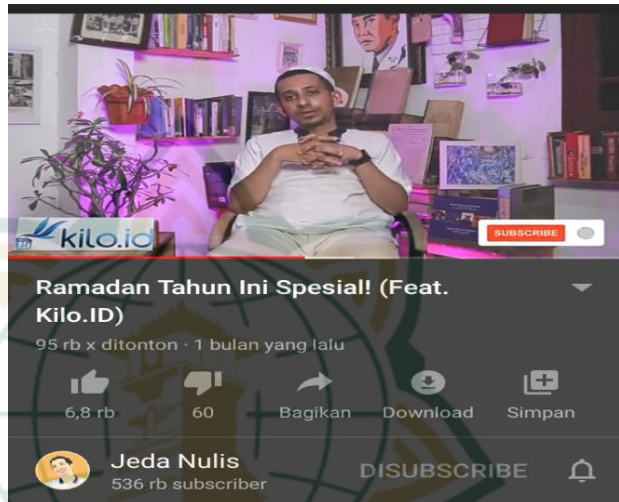 kilo.id
SUBSCRIBE
Ramadan Tahun Ini Spesial! (Feat.
Kilo.ID)
95 rb x ditonton · 1 bulan yang lalu
6,8 rb 60 Bagikan Download Simpan
Jeda Nulis DISUBSCRIBE
536 rb subscriber